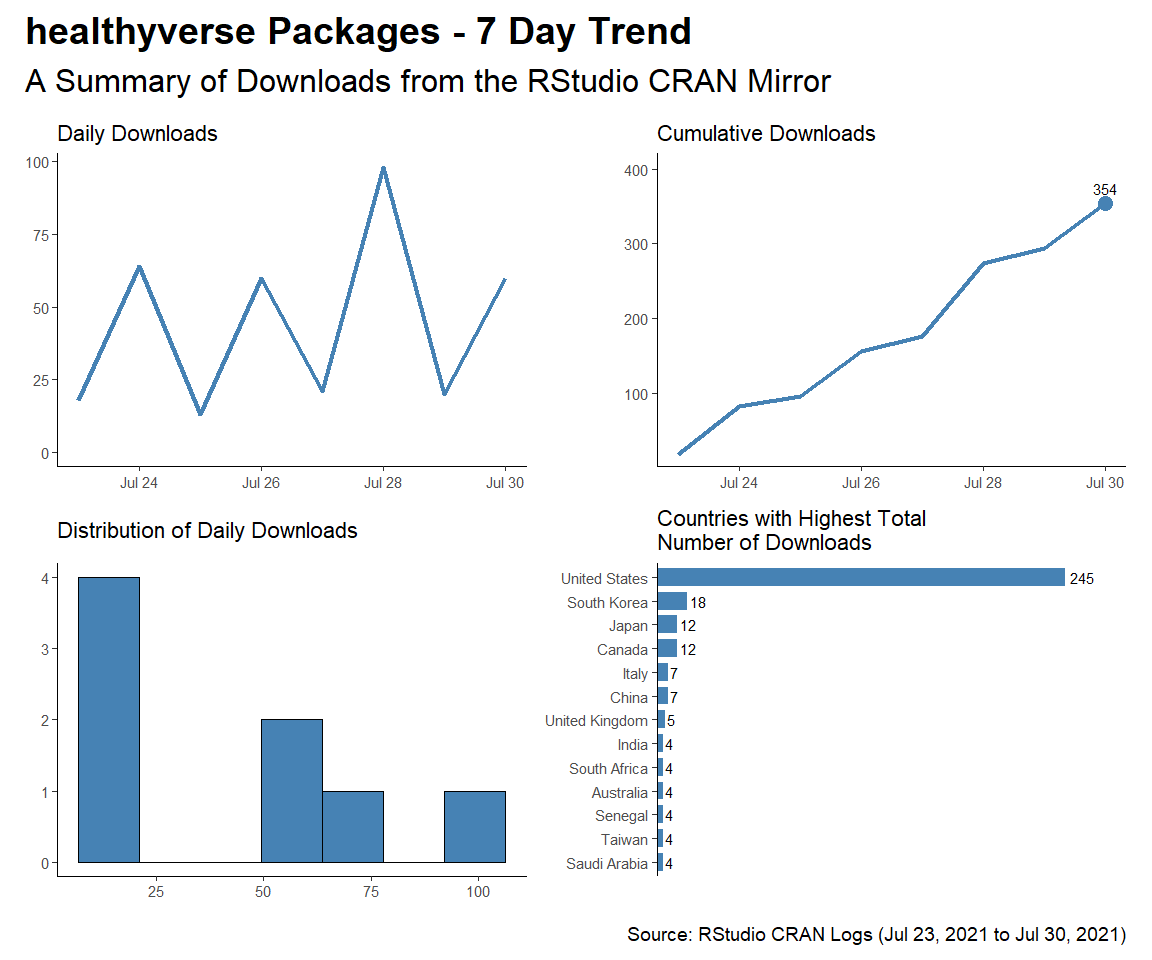 healthyverse Packages - 7 Day Trend
A Summary of Downloads from the RStudio CRAN Mirror
Daily Downloads
100
75
50
25
0
Jul 24
Jul 26
Jul 28
Jul 30
Cumulative Downloads
400
300
200
100
354
Jul 24
Jul 26
Jul 28
Jul 30
Distribution of Daily Downloads
4
3
2
1
0
25
50
75
100
Countries with Highest Total
Number of Downloads
United States 245
South Korea 18
Japan 12
Canada 12
Italy 7
China 7
United Kingdom 5
India 4
South Africa 4
Australia 4
Senegal 4
Taiwan 4
Saudi Arabia 4
Source: RStudio CRAN Logs (Jul 23, 2021 to Jul 30, 2021)